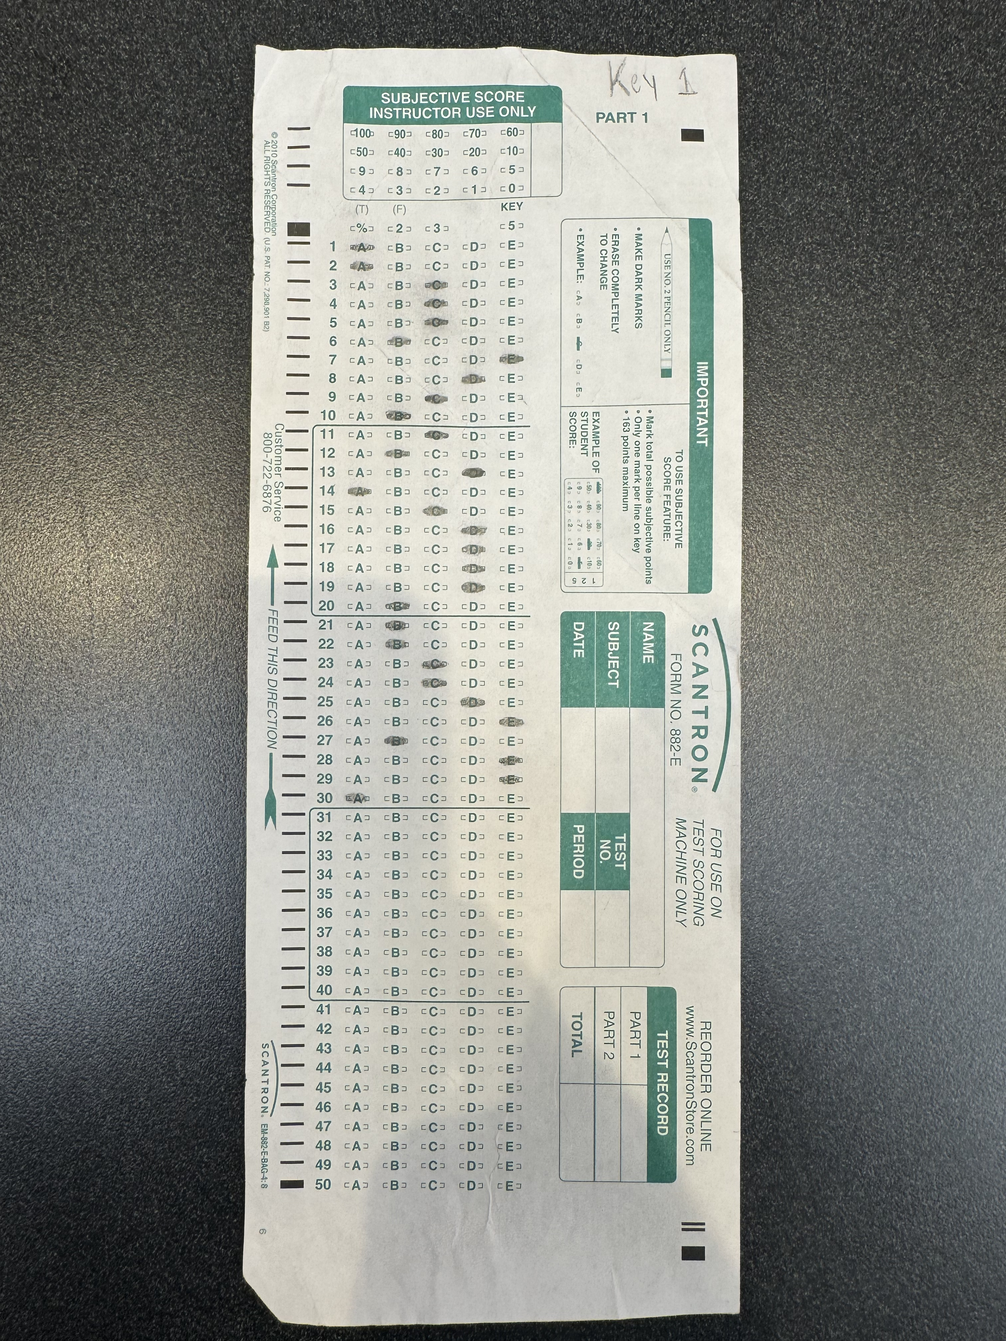 Key 1
SUBJECTIVE SCORE
INSTRUCTOR USE ONLY
100 90 80 70 60
50 40 30 20 10
9 8 7 6 5
4 3 2 1 0
(T) (F) KEY
% 2 3 5
1 A B C D E
2 A B C D E
3 A B C D E
4 A B C D E
5 A B C D E
6 A B C D E
7 A B C D E
8 A B C D E
9 A B C D E
10 A B C D E
11 A B C D E
12 A B C D E
13 A B C D E
14 A B C D E
15 A B C D E
16 A B C D E
17 A B C D E
18 A B C D E
19 A B C D E
20 A B C D E
21 A B C D E
22 A B C D E
23 A B C D E
24 A B C D E
25 A B C D E
26 A B C D E
27 A B C D E
28 A B C D E
29 A B C D E
30 A B C D E
31 A B C D E
32 A B C D E
33 A B C D E
34 A B C D E
35 A B C D E
36 A B C D E
37 A B C D E
38 A B C D E
39 A B C D E
40 A B C D E
41 A B C D E
42 A B C D E
43 A B C D E
44 A B C D E
45 A B C D E
46 A B C D E
47 A B C D E
48 A B C D E
49 A B C D E
50 A B C D E
PART 1
IMPORTANT
USE NO. 2 PENCIL ONLY
• MAKE DARK MARKS
• ERASE COMPLETELY
TO CHANGE
• EXAMPLE: A B D E
TO USE SUBJECTIVE
SCORE FEATURE:
• Mark total possible subjective points
• Only one mark per line on key
• 163 points maximum
EXAMPLE OF
STUDENT
SCORE:
SCANTRON®
FORM NO. 882-E
NAME
SUBJECT
DATE
TEST
NO.
PERIOD
FOR USE ON
TEST SCORING
MACHINE ONLY
REORDER ONLINE
www.ScantronStore.com
TEST RECORD
PART 1
PART 2
TOTAL
© 2010 Scantron Corporation
ALL RIGHTS RESERVED (U.S. PAT. NO.: 7,298,901 B2)
Customer Service
800-722-6876
FEED THIS DIRECTION
SCANTRON® EM-882-E-BAG-4: 8
6